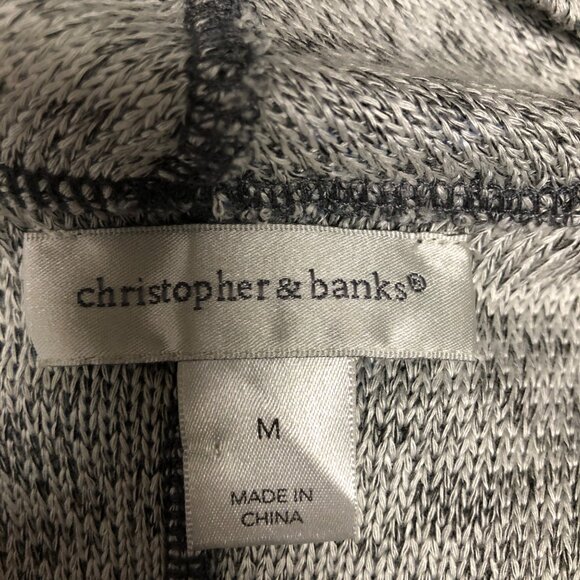 christopher & banks®
M
MADE IN
CHINA